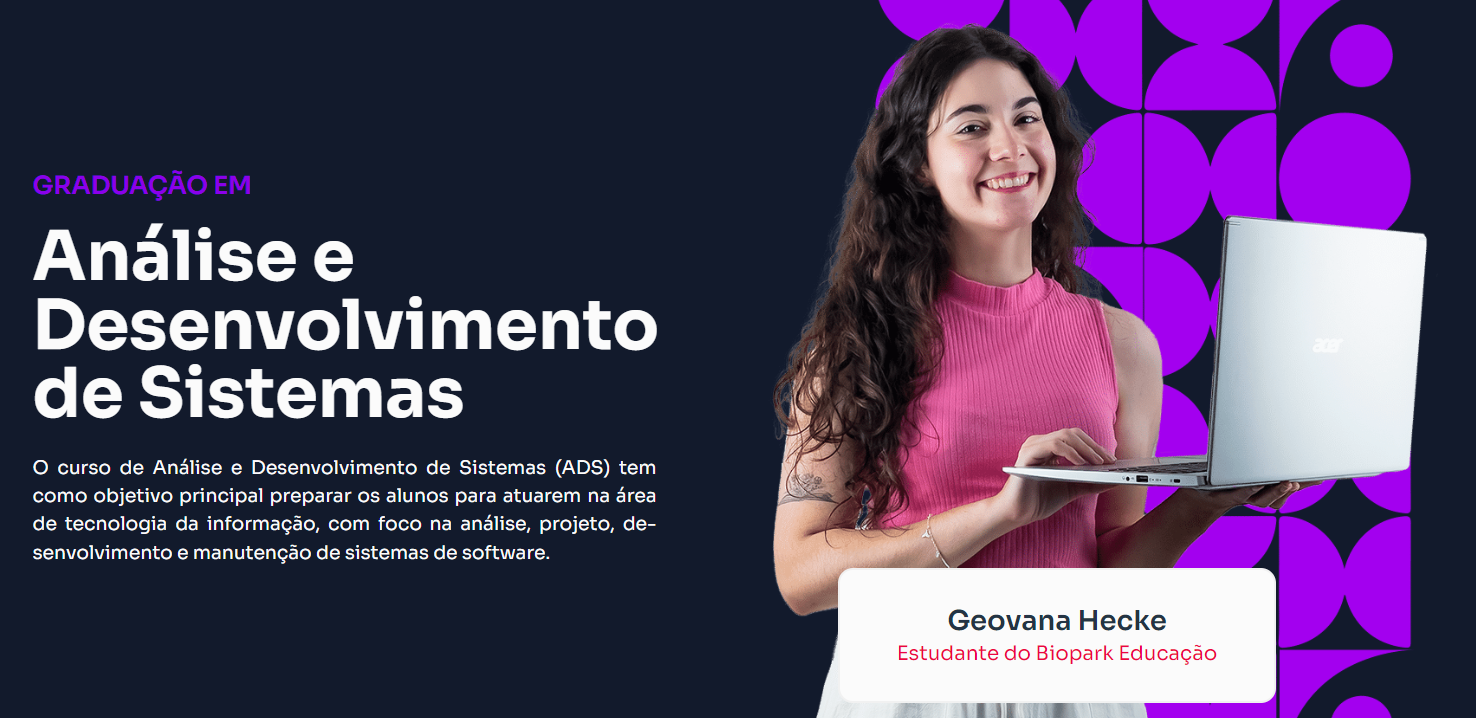 GRADUAÇÃO EM
Análise e
Desenvolvimento
de Sistemas
O curso de Análise e Desenvolvimento de Sistemas (ADS) tem
como objetivo principal preparar os alunos para atuarem na área
de tecnologia da informação, com foco na análise, projeto, de-
senvolvimento e manutenção de sistemas de software.
acer
Geovana Hecke
Estudante do Biopark Educação